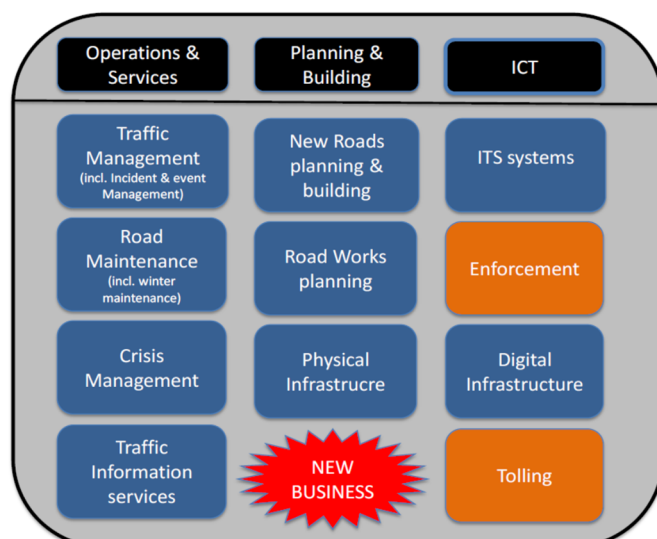 Operations &
Services
Planning &
Building
ICT
Traffic
Management
(incl. Incident & event
Management)
New Roads
planning &
building
ITS systems
Road
Maintenance
(incl. winter
maintenance)
Road Works
planning
Enforcement
Crisis
Management
Physical
Infrastrucre
Digital
Infrastructure
Traffic
Information
services
NEW
BUSINESS
Tolling